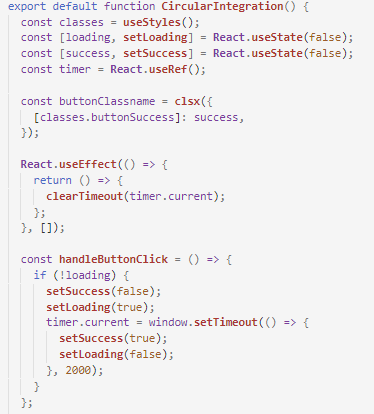 export default function CircularIntegration() {
  const classes = useStyles();
  const [loading, setLoading] = React.useState(false);
  const [success, setSuccess] = React.useState(false);
  const timer = React.useRef();

  const buttonClassname = clsx({
    [classes.buttonSuccess]: success,
  });

  React.useEffect(() => {
    return () => {
      clearTimeout(timer.current);
    };
  }, []);

  const handleButtonClick = () => {
    if (!loading) {
      setSuccess(false);
      setLoading(true);
      timer.current = window.setTimeout(() => {
        setSuccess(true);
        setLoading(false);
      }, 2000);
    }
  };